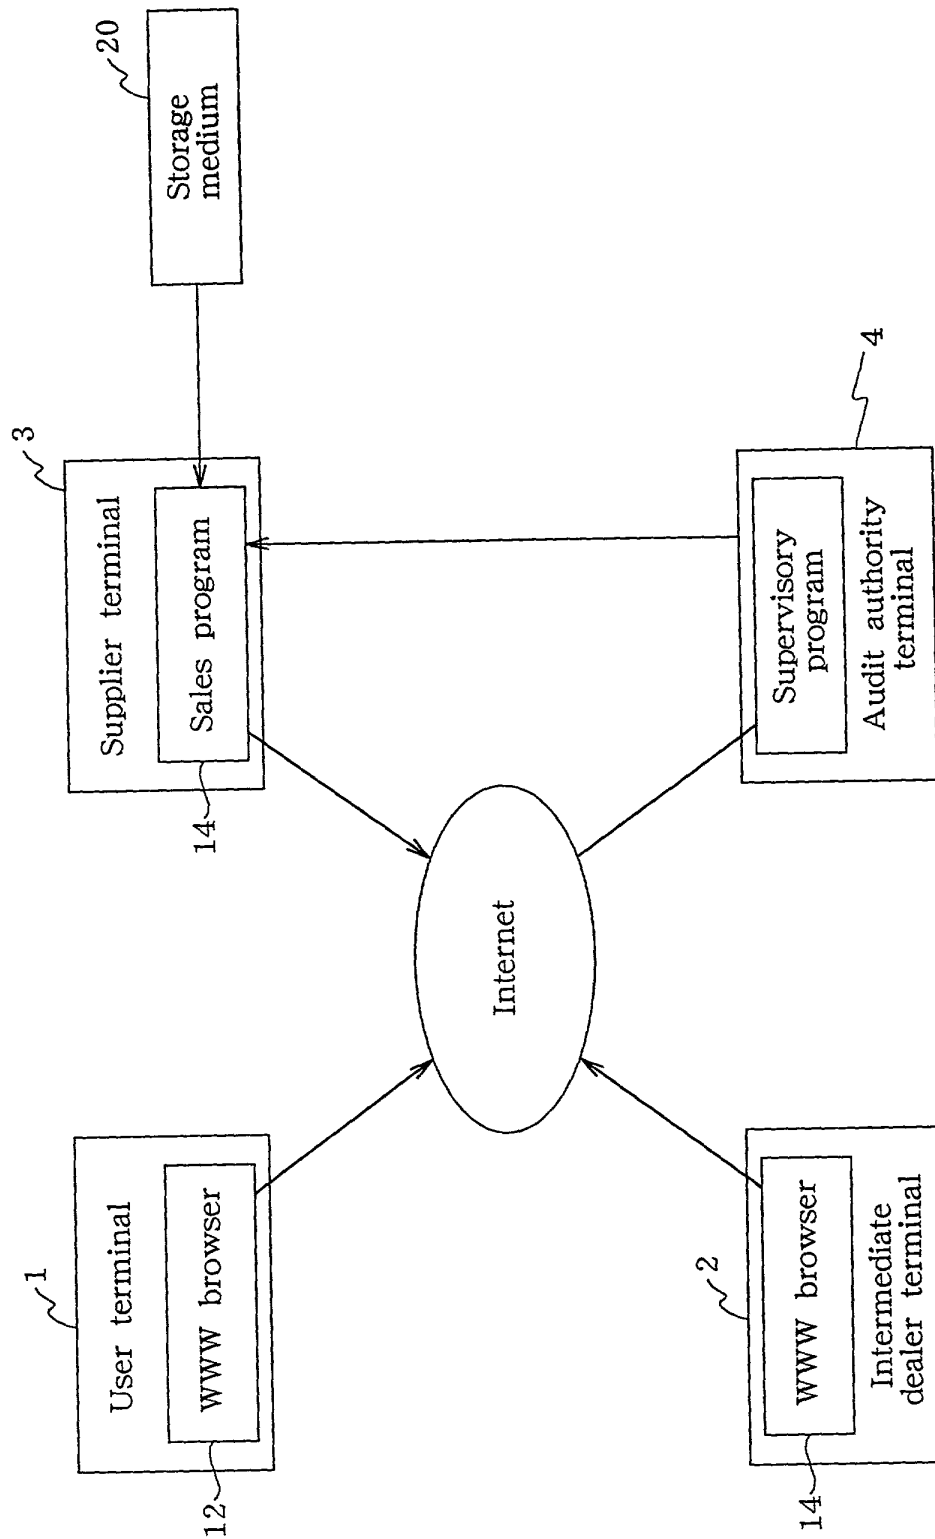 1
User terminal
WWW browser
12
3
Supplier terminal
Sales program
14
20
Storage
medium
Internet
2
WWW browser
Intermediate
dealer terminal
14
4
Supervisory
program
Audit authority
terminal